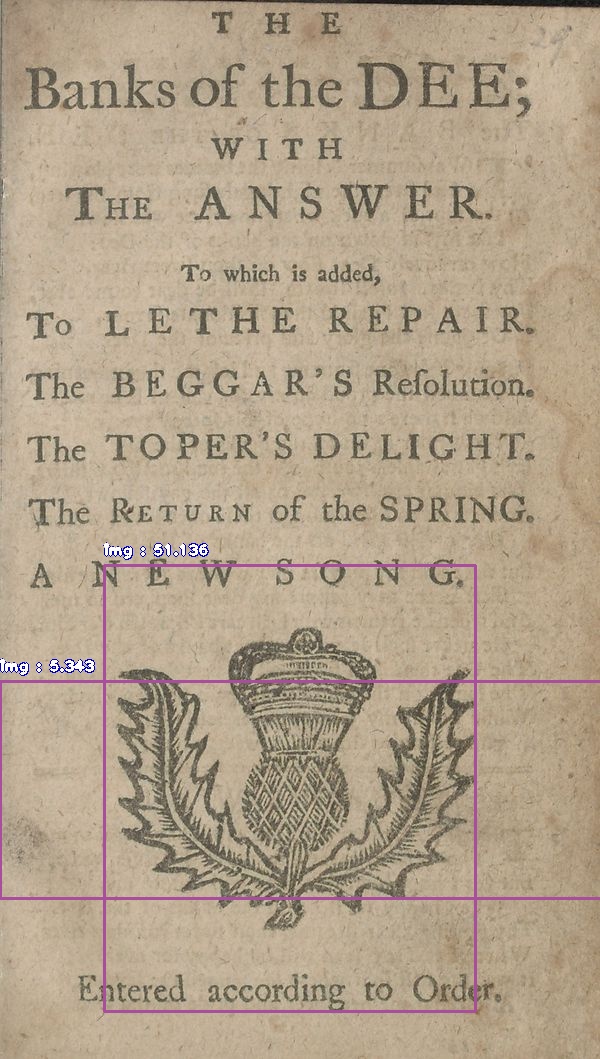 THE
Banks of the DEE;
WITH
THE ANSWER.
To which is added,
To LETHE REPAIR.
The BEGGAR'S Reſolution.
The TOPER'S DELIGHT.
The RETURN of the SPRING.
img : 51.136
A NEW SONG.
img : 5.343
Entered according to Order.